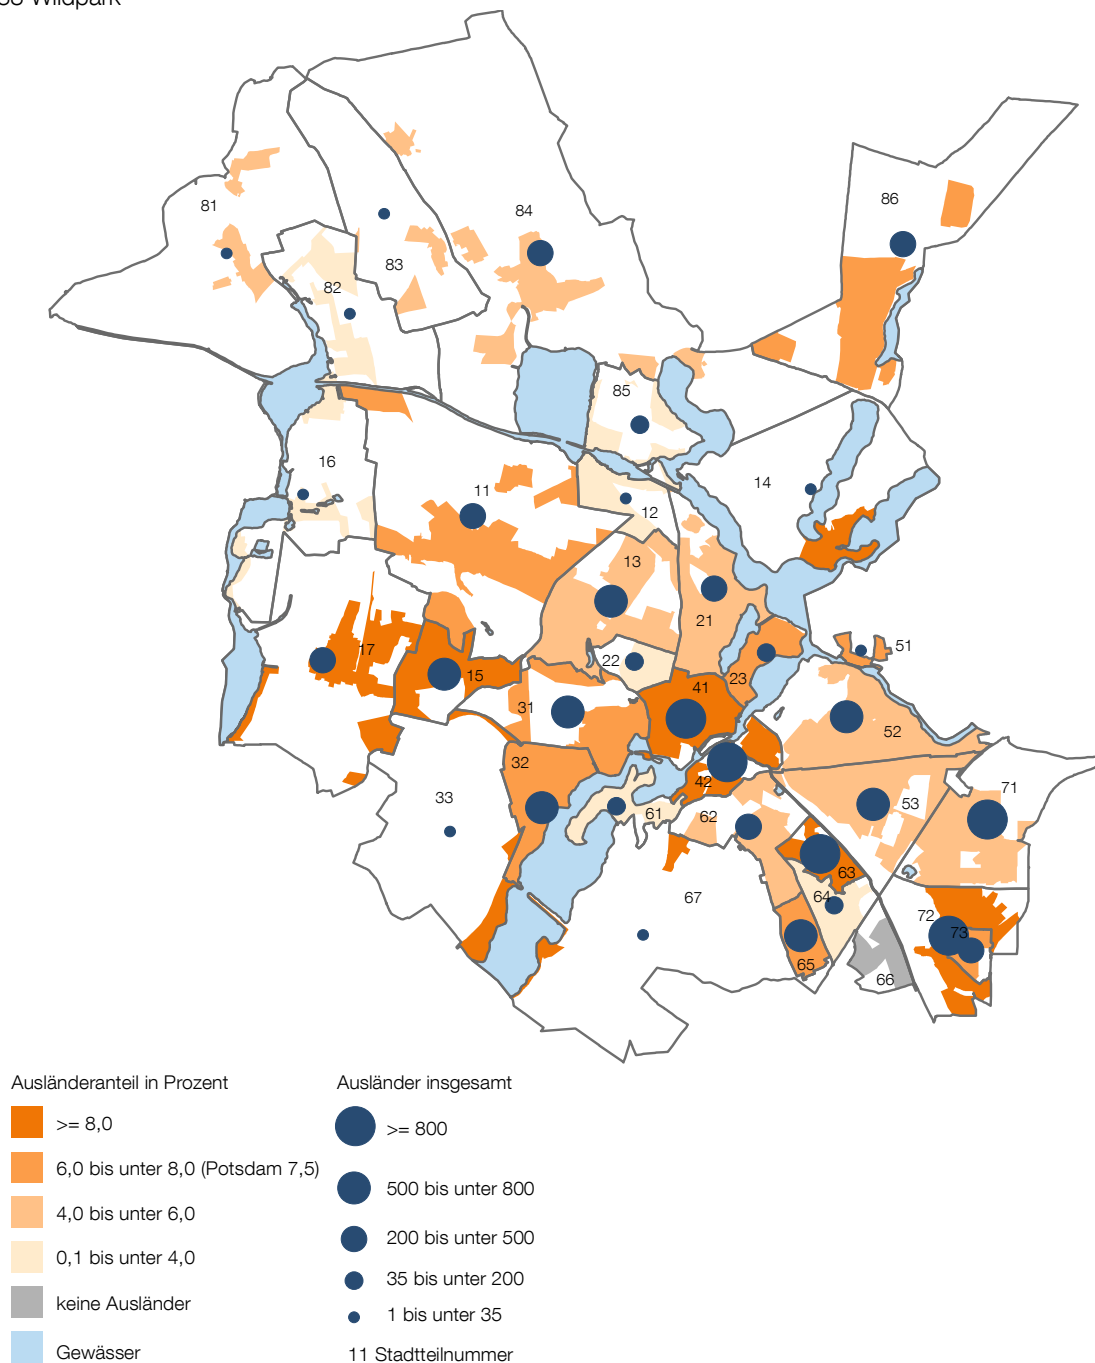 33 Wildpark
86
81
84
83
82
85
16
11
14
12
13
21
51
17
22
15
23
41
31
52
32
42
71
33
53
61
62
63
64
67
72
73
65
66
Ausländeranteil in Prozent
>= 8,0
6,0 bis unter 8,0 (Potsdam 7,5)
4,0 bis unter 6,0
0,1 bis unter 4,0
keine Ausländer
Gewässer
Ausländer insgesamt
>= 800
500 bis unter 800
200 bis unter 500
35 bis unter 200
1 bis unter 35
11 Stadtteilnummer